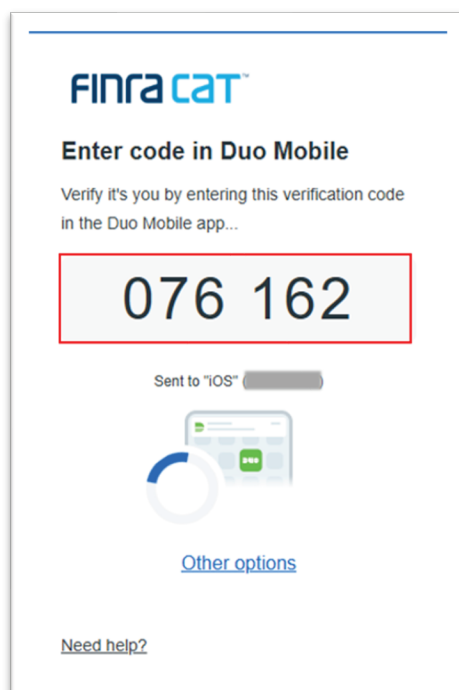 FINra CaT™
Enter code in Duo Mobile
Verify it's you by entering this verification code
in the Duo Mobile app...
076 162
Sent to "iOS" ( )
Other options
Need help?